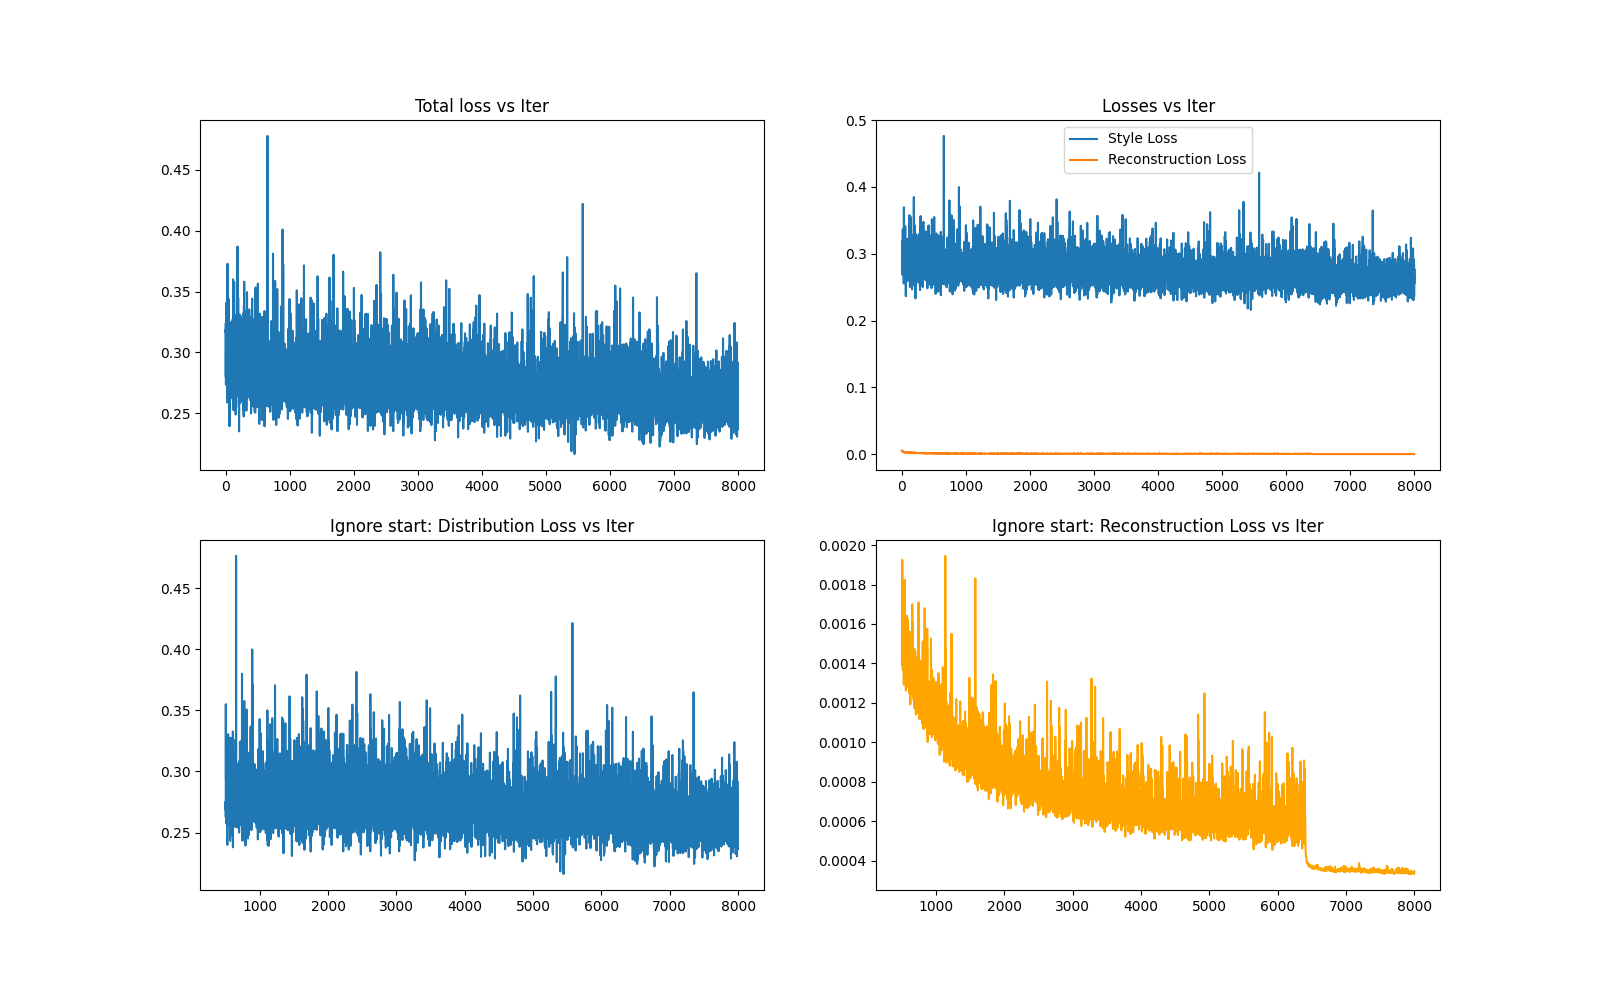 Total loss vs Iter
0.45
0.40
0.35
0.30
0.25
0 1000 2000 3000 4000 5000 6000 7000 8000
Losses vs Iter
Style Loss
Reconstruction Loss
0.5
0.4
0.3
0.2
0.1
0.0
0 1000 2000 3000 4000 5000 6000 7000 8000
Ignore start: Distribution Loss vs Iter
0.45
0.40
0.35
0.30
0.25
1000 2000 3000 4000 5000 6000 7000 8000
Ignore start: Reconstruction Loss vs Iter
0.0020
0.0018
0.0016
0.0014
0.0012
0.0010
0.0008
0.0006
0.0004
1000 2000 3000 4000 5000 6000 7000 8000